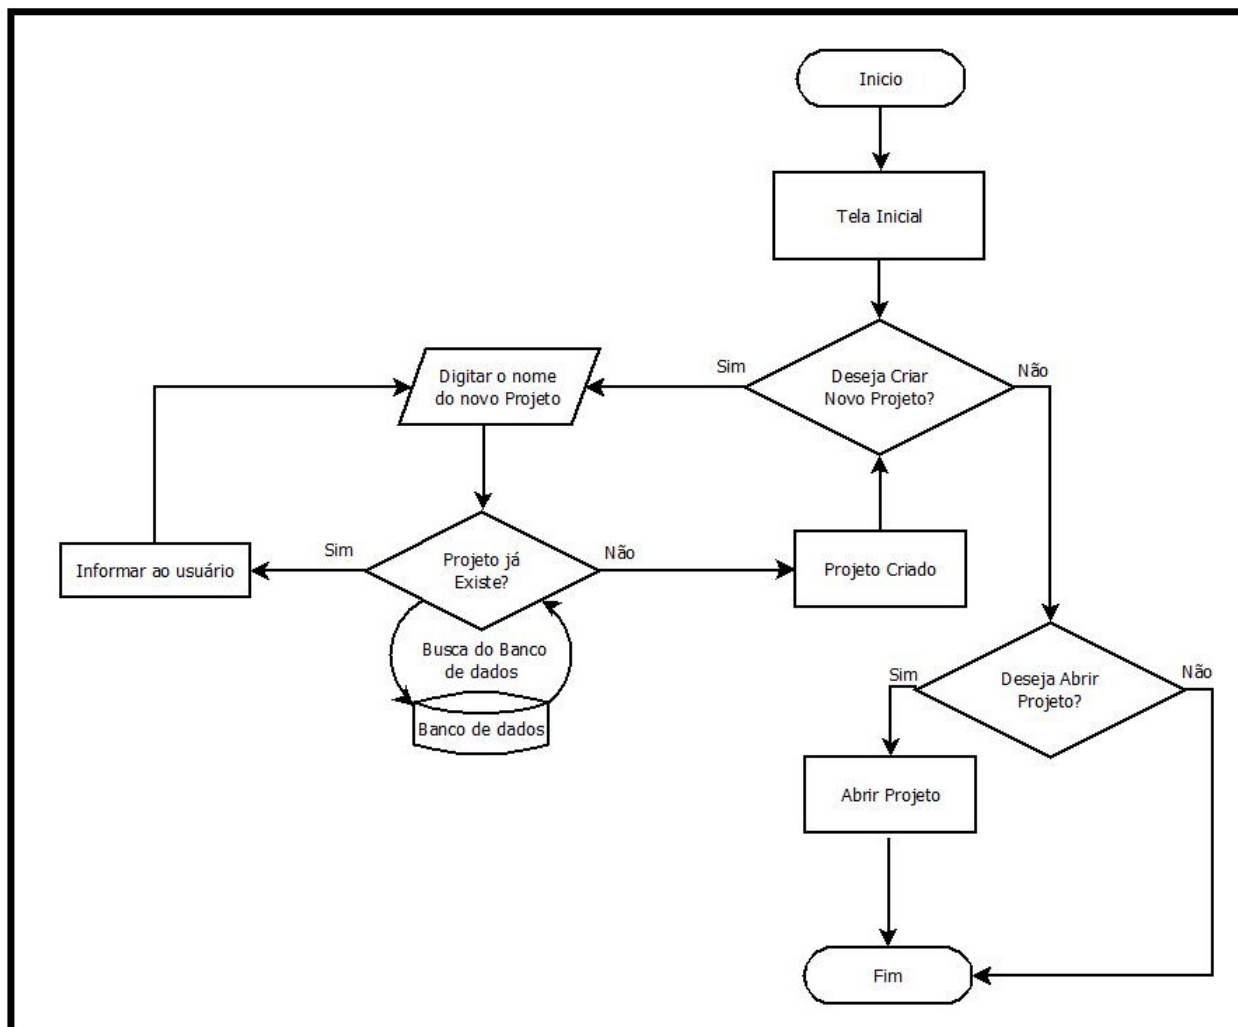 Inicio
Tela Inicial
Deseja Criar
Novo Projeto?
Sim
Não
Digitar o nome
do novo Projeto
Projeto já
Existe?
Sim
Não
Informar ao usuário
Projeto Criado
Busca do Banco
de dados
Banco de dados
Deseja Abrir
Projeto?
Sim
Não
Abrir Projeto
Fim